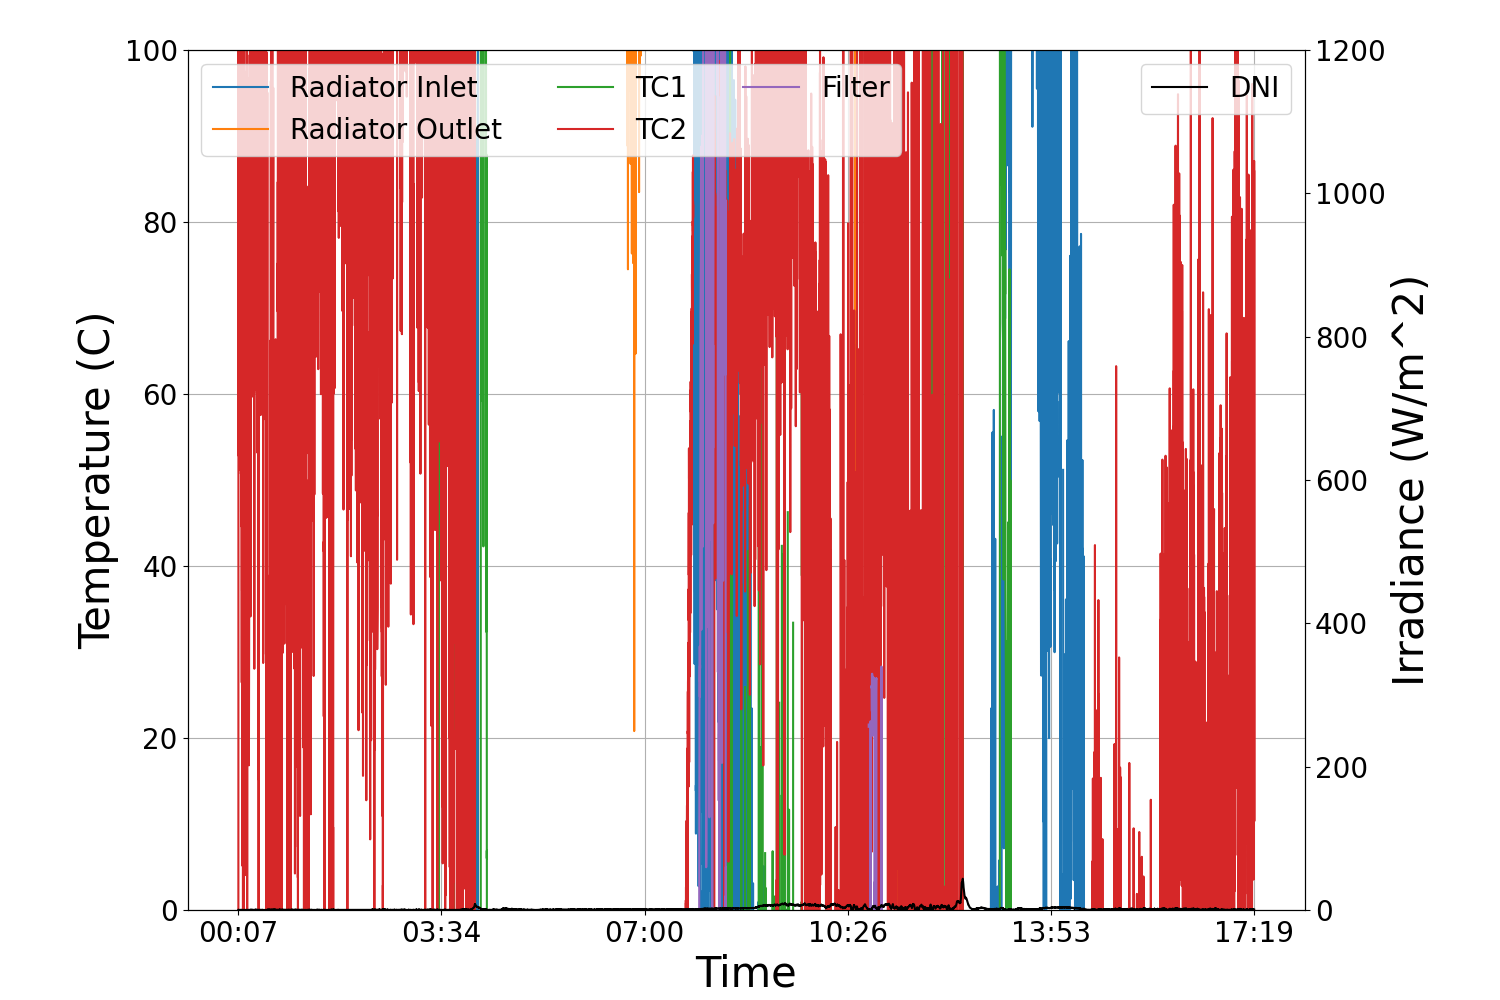 Radiator Inlet
Radiator Outlet
TC1
TC2
Filter
DNI
100
80
60
40
20
0
Temperature (C)
1200
1000
800
600
400
200
0
Irradiance (W/m^2)
00:07 03:34 07:00 10:26 13:53 17:19
Time